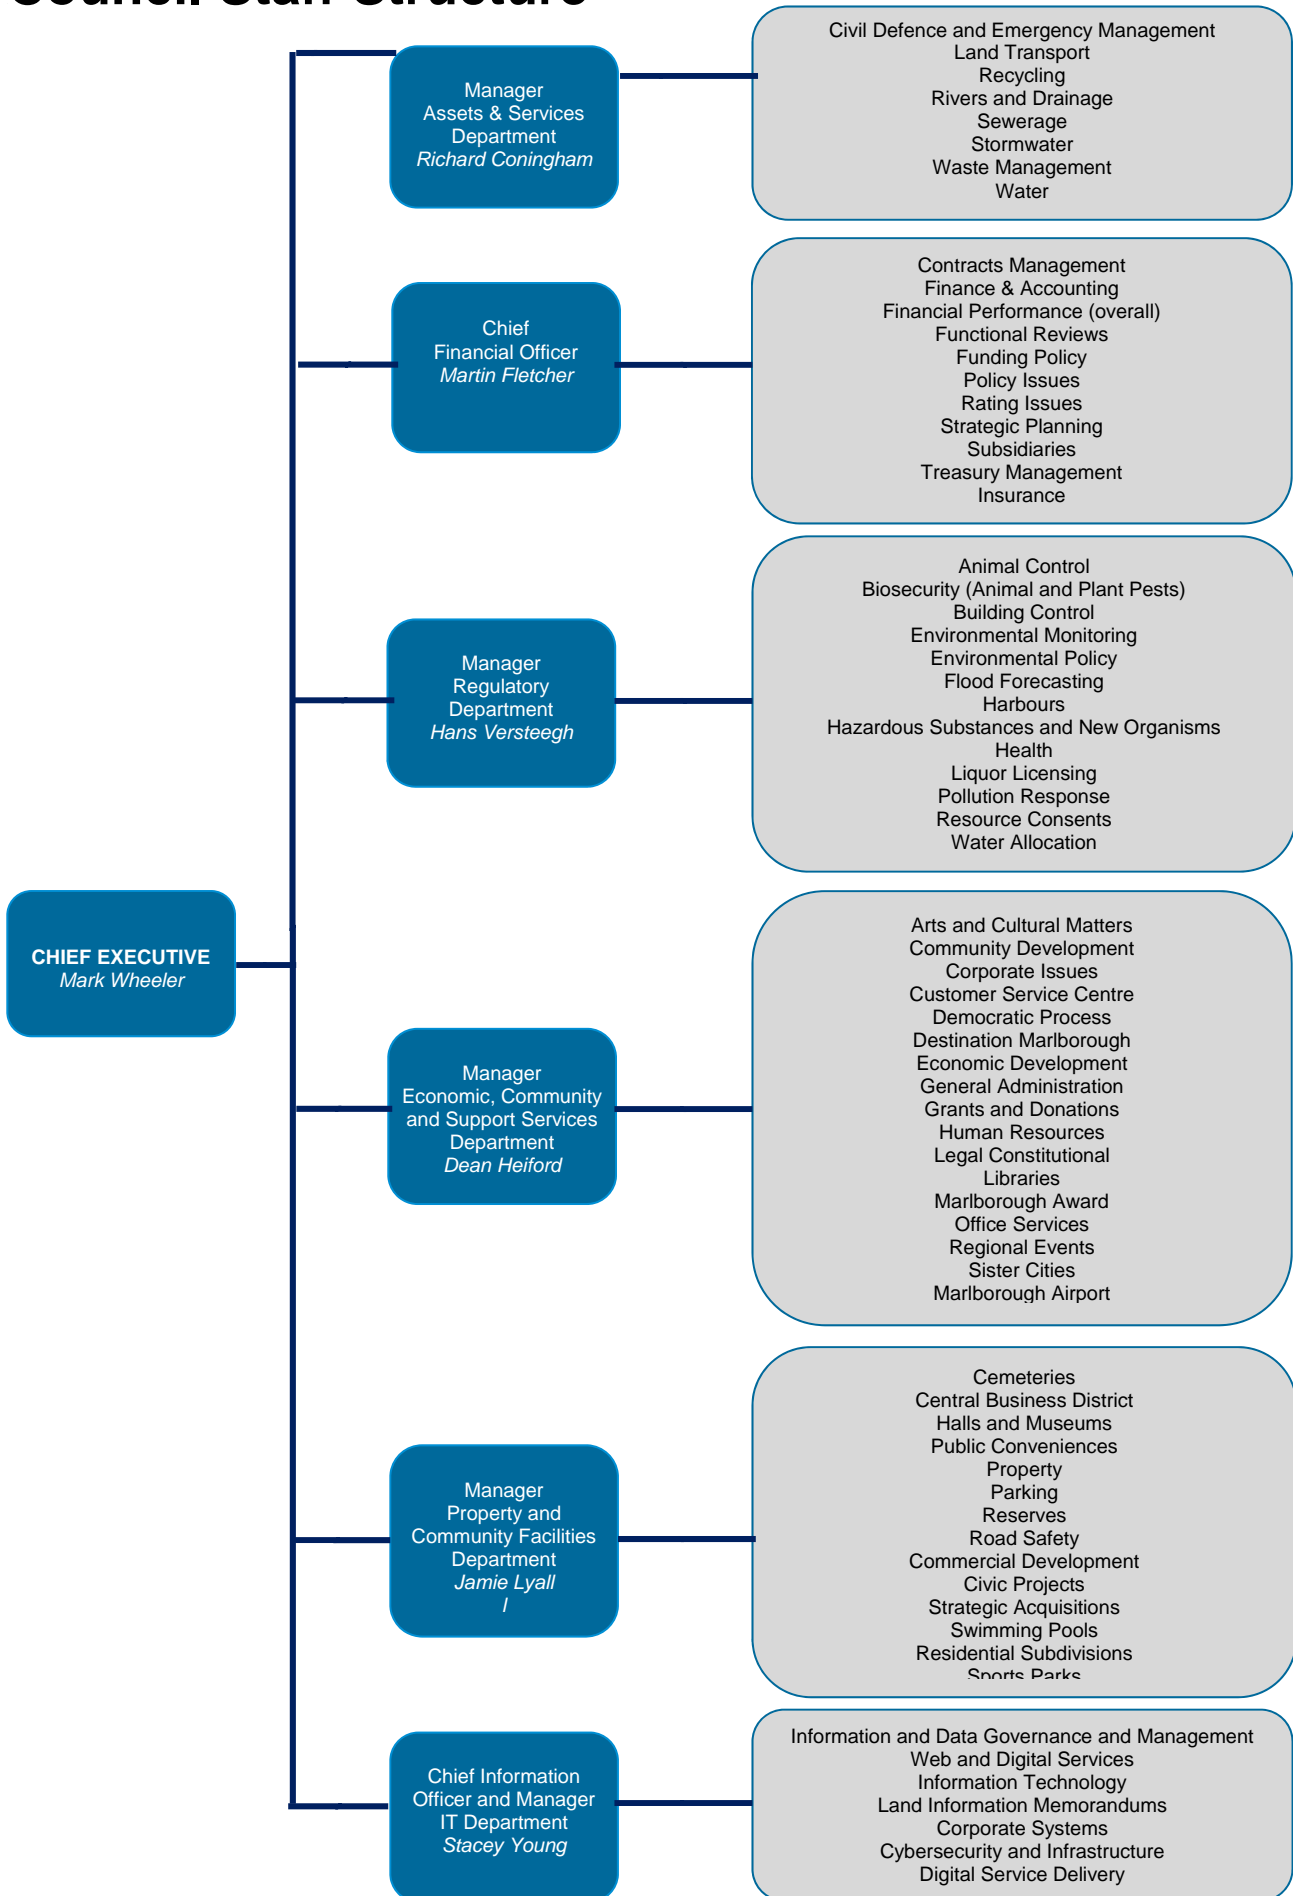 Council Staff Structure
Manager
Assets & Services
Department
Richard Coningham
Civil Defence and Emergency Management
Land Transport
Recycling
Rivers and Drainage
Sewerage
Stormwater
Waste Management
Water
Chief
Financial Officer
Martin Fletcher
Contracts Management
Finance & Accounting
Financial Performance (overall)
Functional Reviews
Funding Policy
Policy Issues
Rating Issues
Strategic Planning
Subsidiaries
Treasury Management
Insurance
Manager
Regulatory
Department
Hans Versteegh
Animal Control
Biosecurity (Animal and Plant Pests)
Building Control
Environmental Monitoring
Environmental Policy
Flood Forecasting
Harbours
Hazardous Substances and New Organisms
Health
Liquor Licensing
Pollution Response
Resource Consents
Water Allocation
CHIEF EXECUTIVE
Mark Wheeler
Manager
Economic, Community
and Support Services
Department
Dean Heiford
Arts and Cultural Matters
Community Development
Corporate Issues
Customer Service Centre
Democratic Process
Destination Marlborough
Economic Development
General Administration
Grants and Donations
Human Resources
Legal Constitutional
Libraries
Marlborough Award
Office Services
Regional Events
Sister Cities
Marlborough Airport
Manager
Property and
Community Facilities
Department
Jamie Lyall
l
Cemeteries
Central Business District
Halls and Museums
Public Conveniences
Property
Parking
Reserves
Road Safety
Commercial Development
Civic Projects
Strategic Acquisitions
Swimming Pools
Residential Subdivisions
Sports Parks
Chief Information
Officer and Manager
IT Department
Stacey Young
Information and Data Governance and Management
Web and Digital Services
Information Technology
Land Information Memorandums
Corporate Systems
Cybersecurity and Infrastructure
Digital Service Delivery